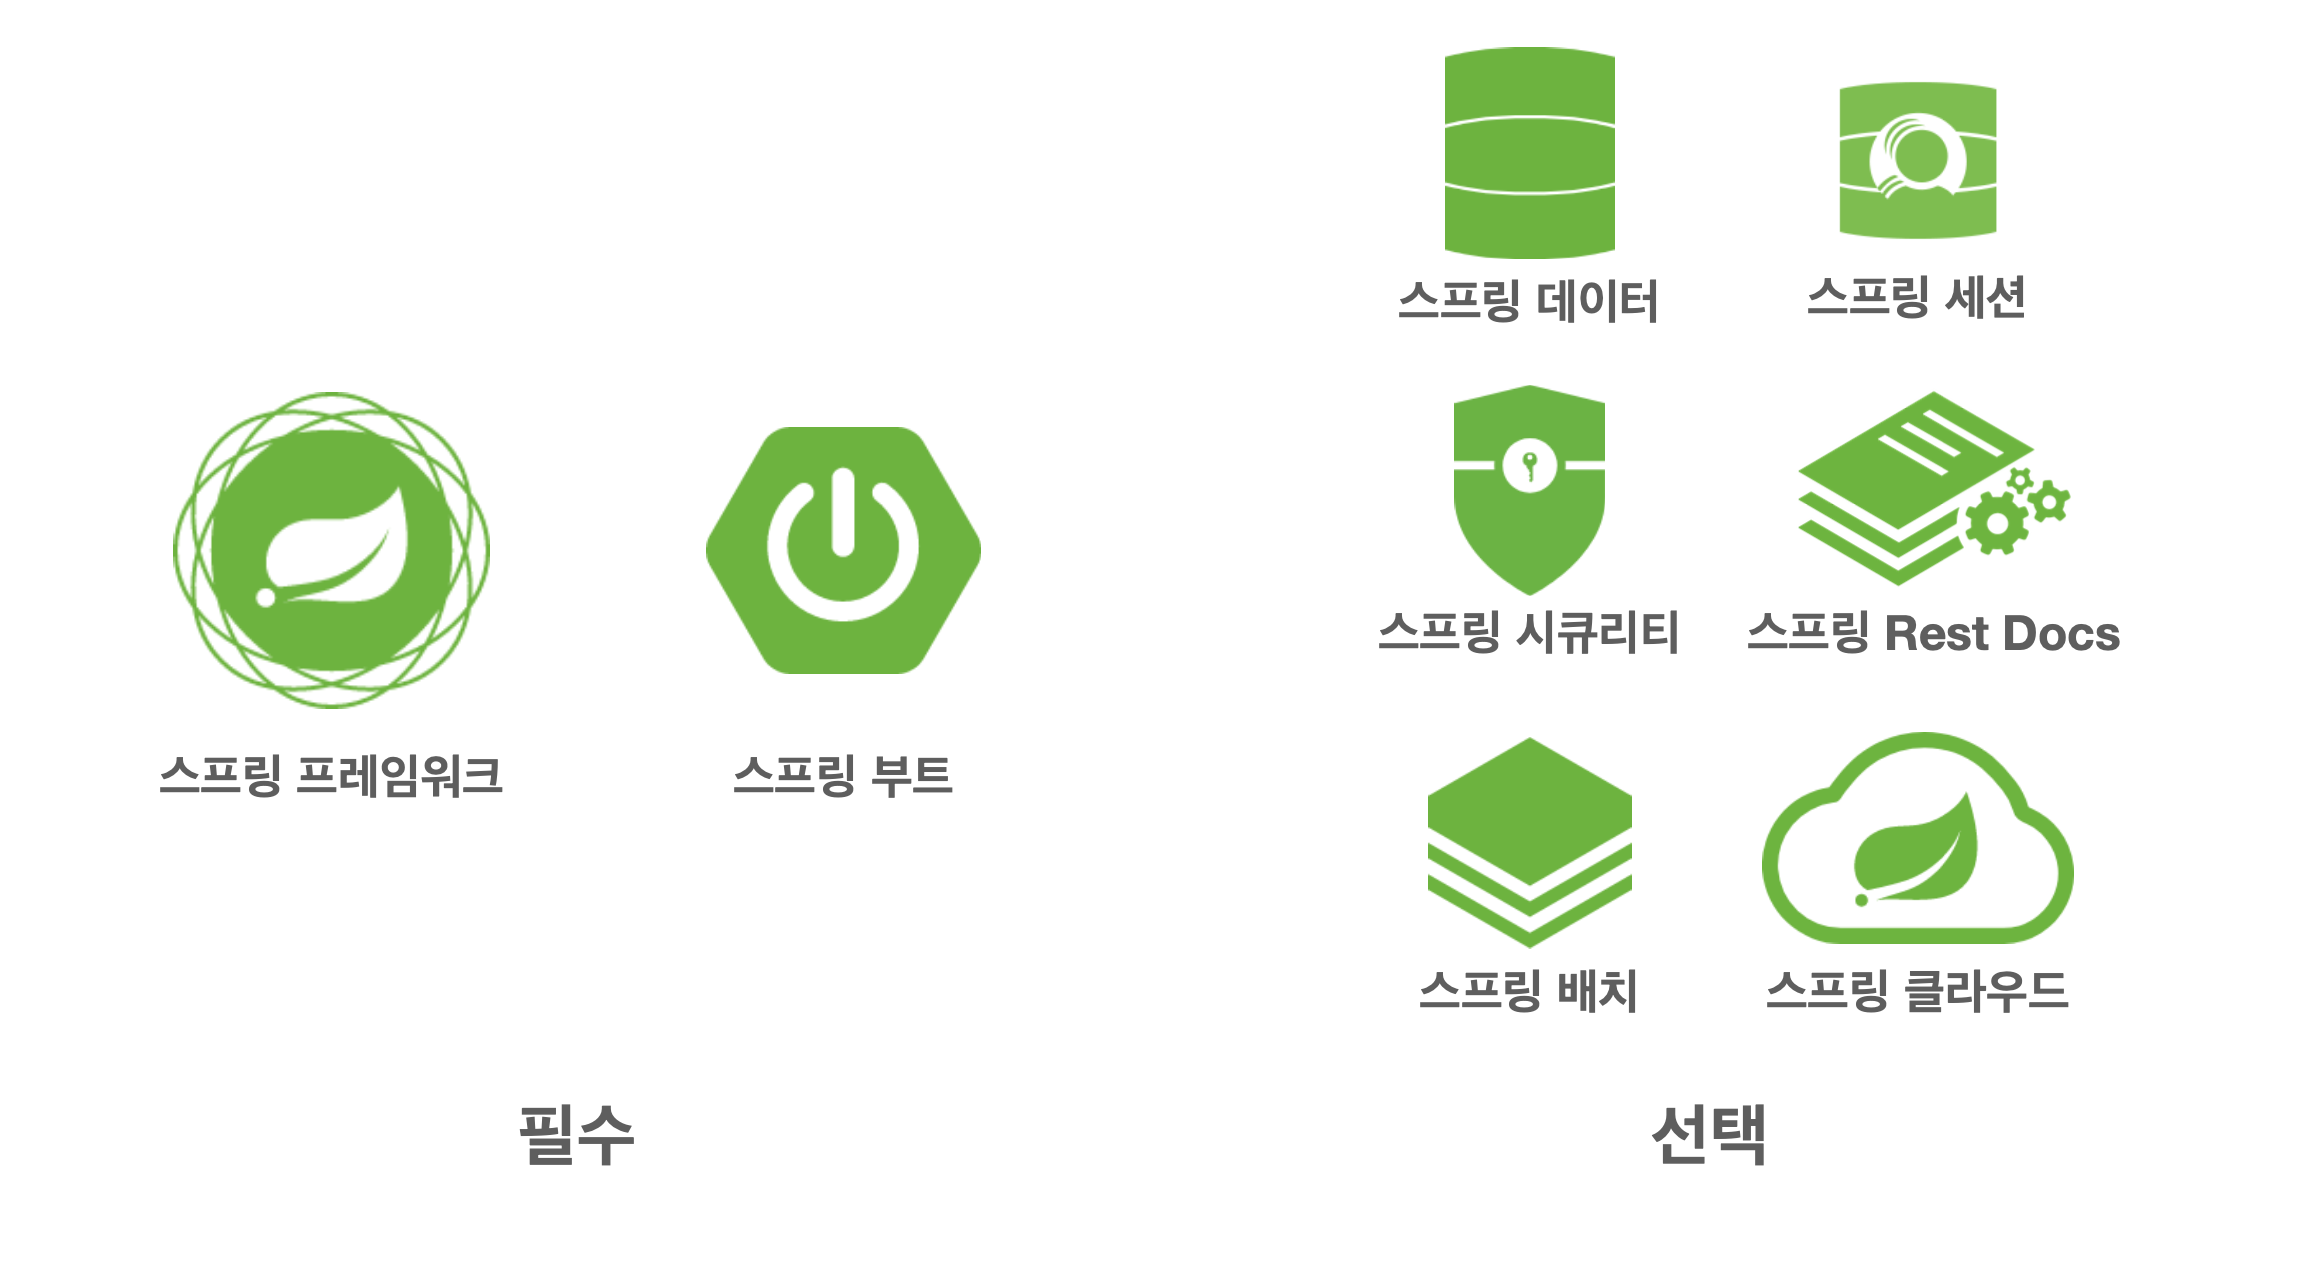 스프링 데이터
스프링 세션
스프링 시큐리티
스프링 Rest Docs
스프링 프레임워크
스프링 부트
스프링 배치
스프링 클라우드
필수
선택